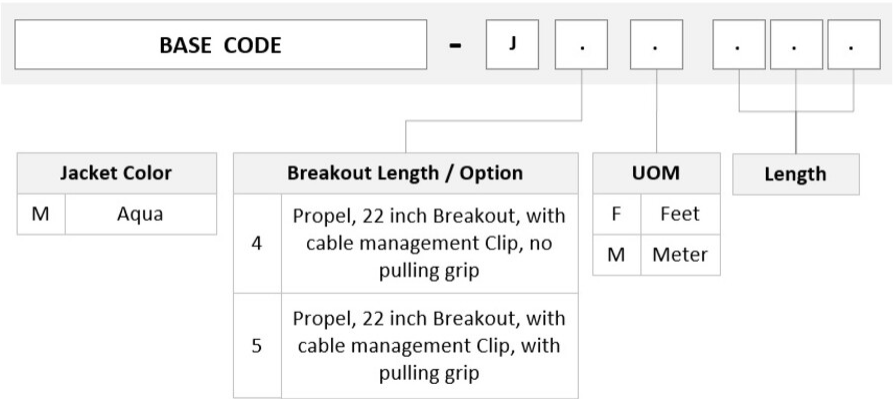 BASE CODE - J . . . . .
Jacket Color
M Aqua
Breakout Length / Option
4 Propel, 22 inch Breakout, with
cable management Clip, no
pulling grip
5 Propel, 22 inch Breakout, with
cable management Clip, with
pulling grip
UOM
F Feet
M Meter
Length